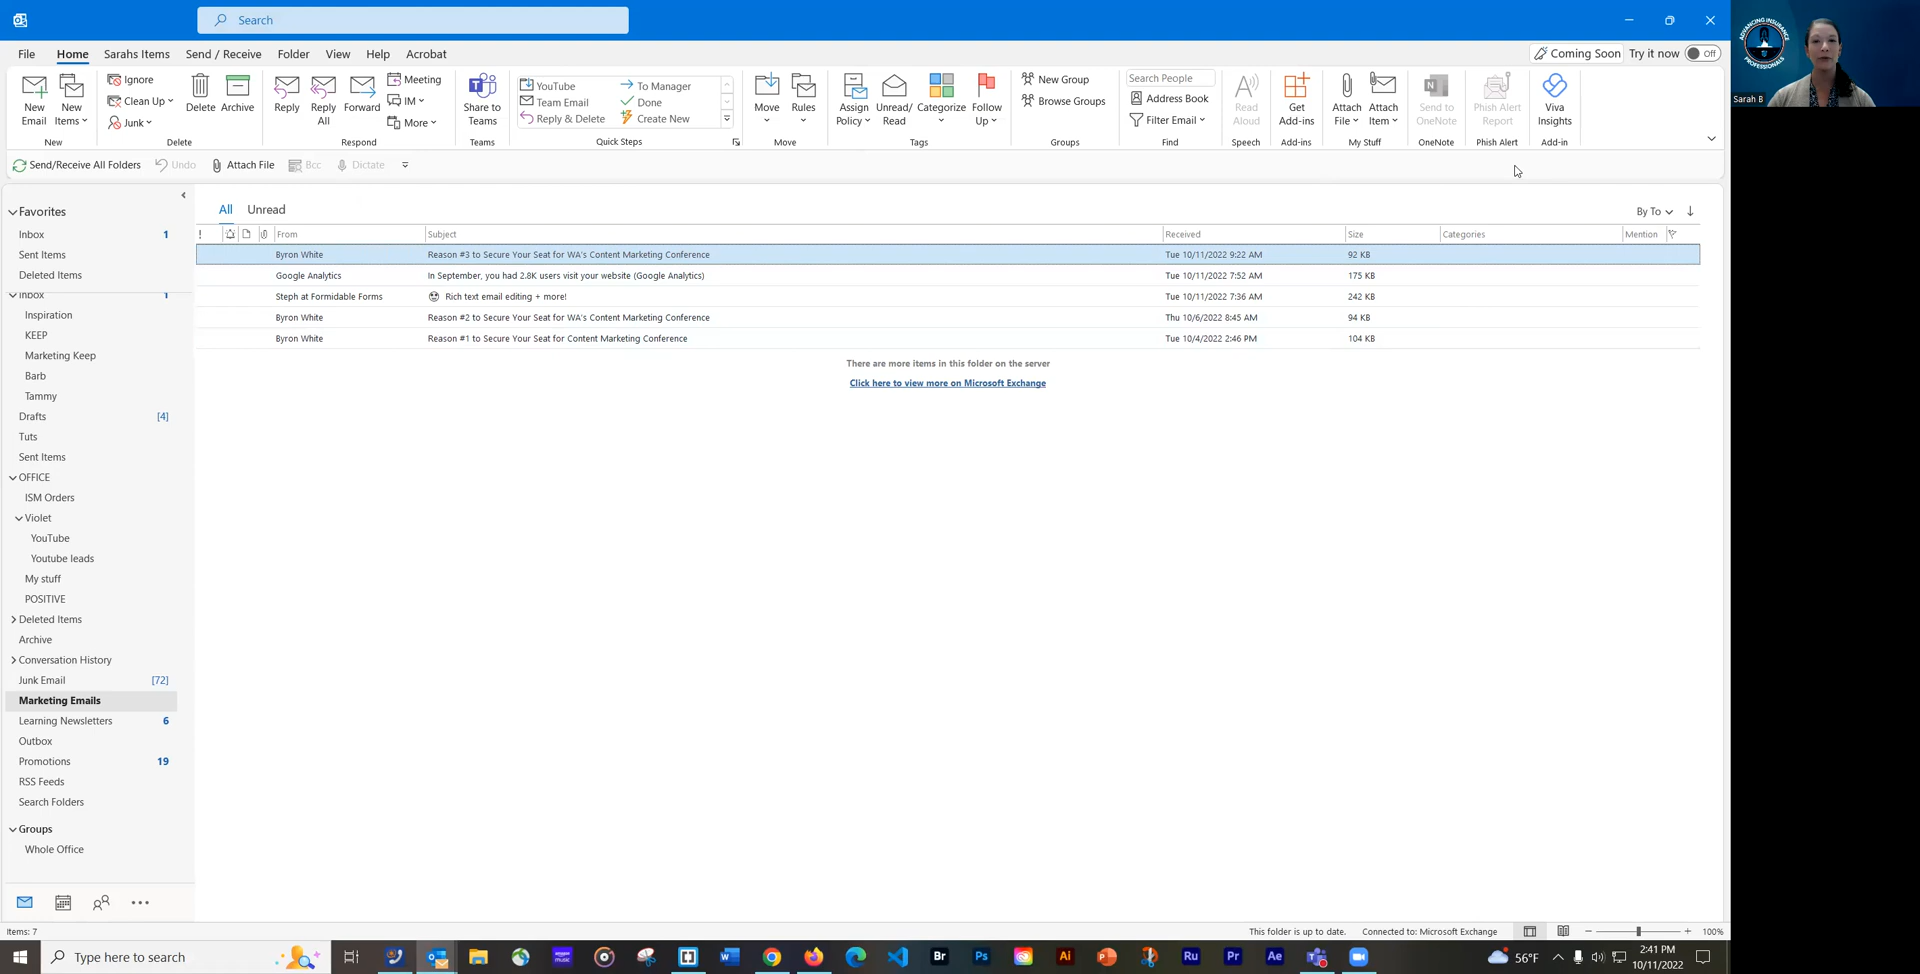 Search
File Home Sarahs Items Send / Receive Folder View Help Acrobat
Coming Soon Try it now Off
New Email
New Items
Ignore
Clean Up
Junk
Delete
Archive
Reply
Reply All
Forward
Meeting
IM
More
Share to Teams
YouTube
Team Email
Reply & Delete
To Manager
Done
Create New
Move
Rules
Assign Policy
Unread/ Read
Categorize
Follow Up
New Group
Browse Groups
Search People
Address Book
Filter Email
Read Aloud
Get Add-ins
Attach File
Attach Item
Send to OneNote
Phish Alert Report
Viva Insights
New Delete Respond Teams Quick Steps Move Tags Groups Find Speech Add-ins My Stuff OneNote Phish Alert Add-in
Send/Receive All Folders Undo Attach File Bcc Dictate
ADVANCING INSURANCE PROFESSIONALS
Sarah B
Favorites
Inbox 1
Sent Items
Deleted Items
Inbox 1
Inspiration
KEEP
Marketing Keep
Barb
Tammy
Drafts [4]
Tuts
Sent Items
OFFICE
ISM Orders
Violet
YouTube
Youtube leads
My stuff
POSITIVE
Deleted Items
Archive
Conversation History
Junk Email [72]
Marketing Emails
Learning Newsletters 6
Outbox
Promotions 19
RSS Feeds
Search Folders
Groups
Whole Office
All Unread By To
! From Subject Received Size Categories Mention
Byron White Reason #3 to Secure Your Seat for WA's Content Marketing Conference Tue 10/11/2022 9:22 AM 92 KB
Google Analytics In September, you had 2.8K users visit your website (Google Analytics) Tue 10/11/2022 7:52 AM 175 KB
Steph at Formidable Forms Rich text email editing + more! Tue 10/11/2022 7:36 AM 242 KB
Byron White Reason #2 to Secure Your Seat for WA's Content Marketing Conference Thu 10/6/2022 8:45 AM 94 KB
Byron White Reason #1 to Secure Your Seat for Content Marketing Conference Tue 10/4/2022 2:46 PM 104 KB
There are more items in this folder on the server
Click here to view more on Microsoft Exchange
Items: 7 This folder is up to date. Connected to: Microsoft Exchange 100%
Type here to search
W Br Ps Ai Ru Pr Ae
56°F
2:41 PM
10/11/2022